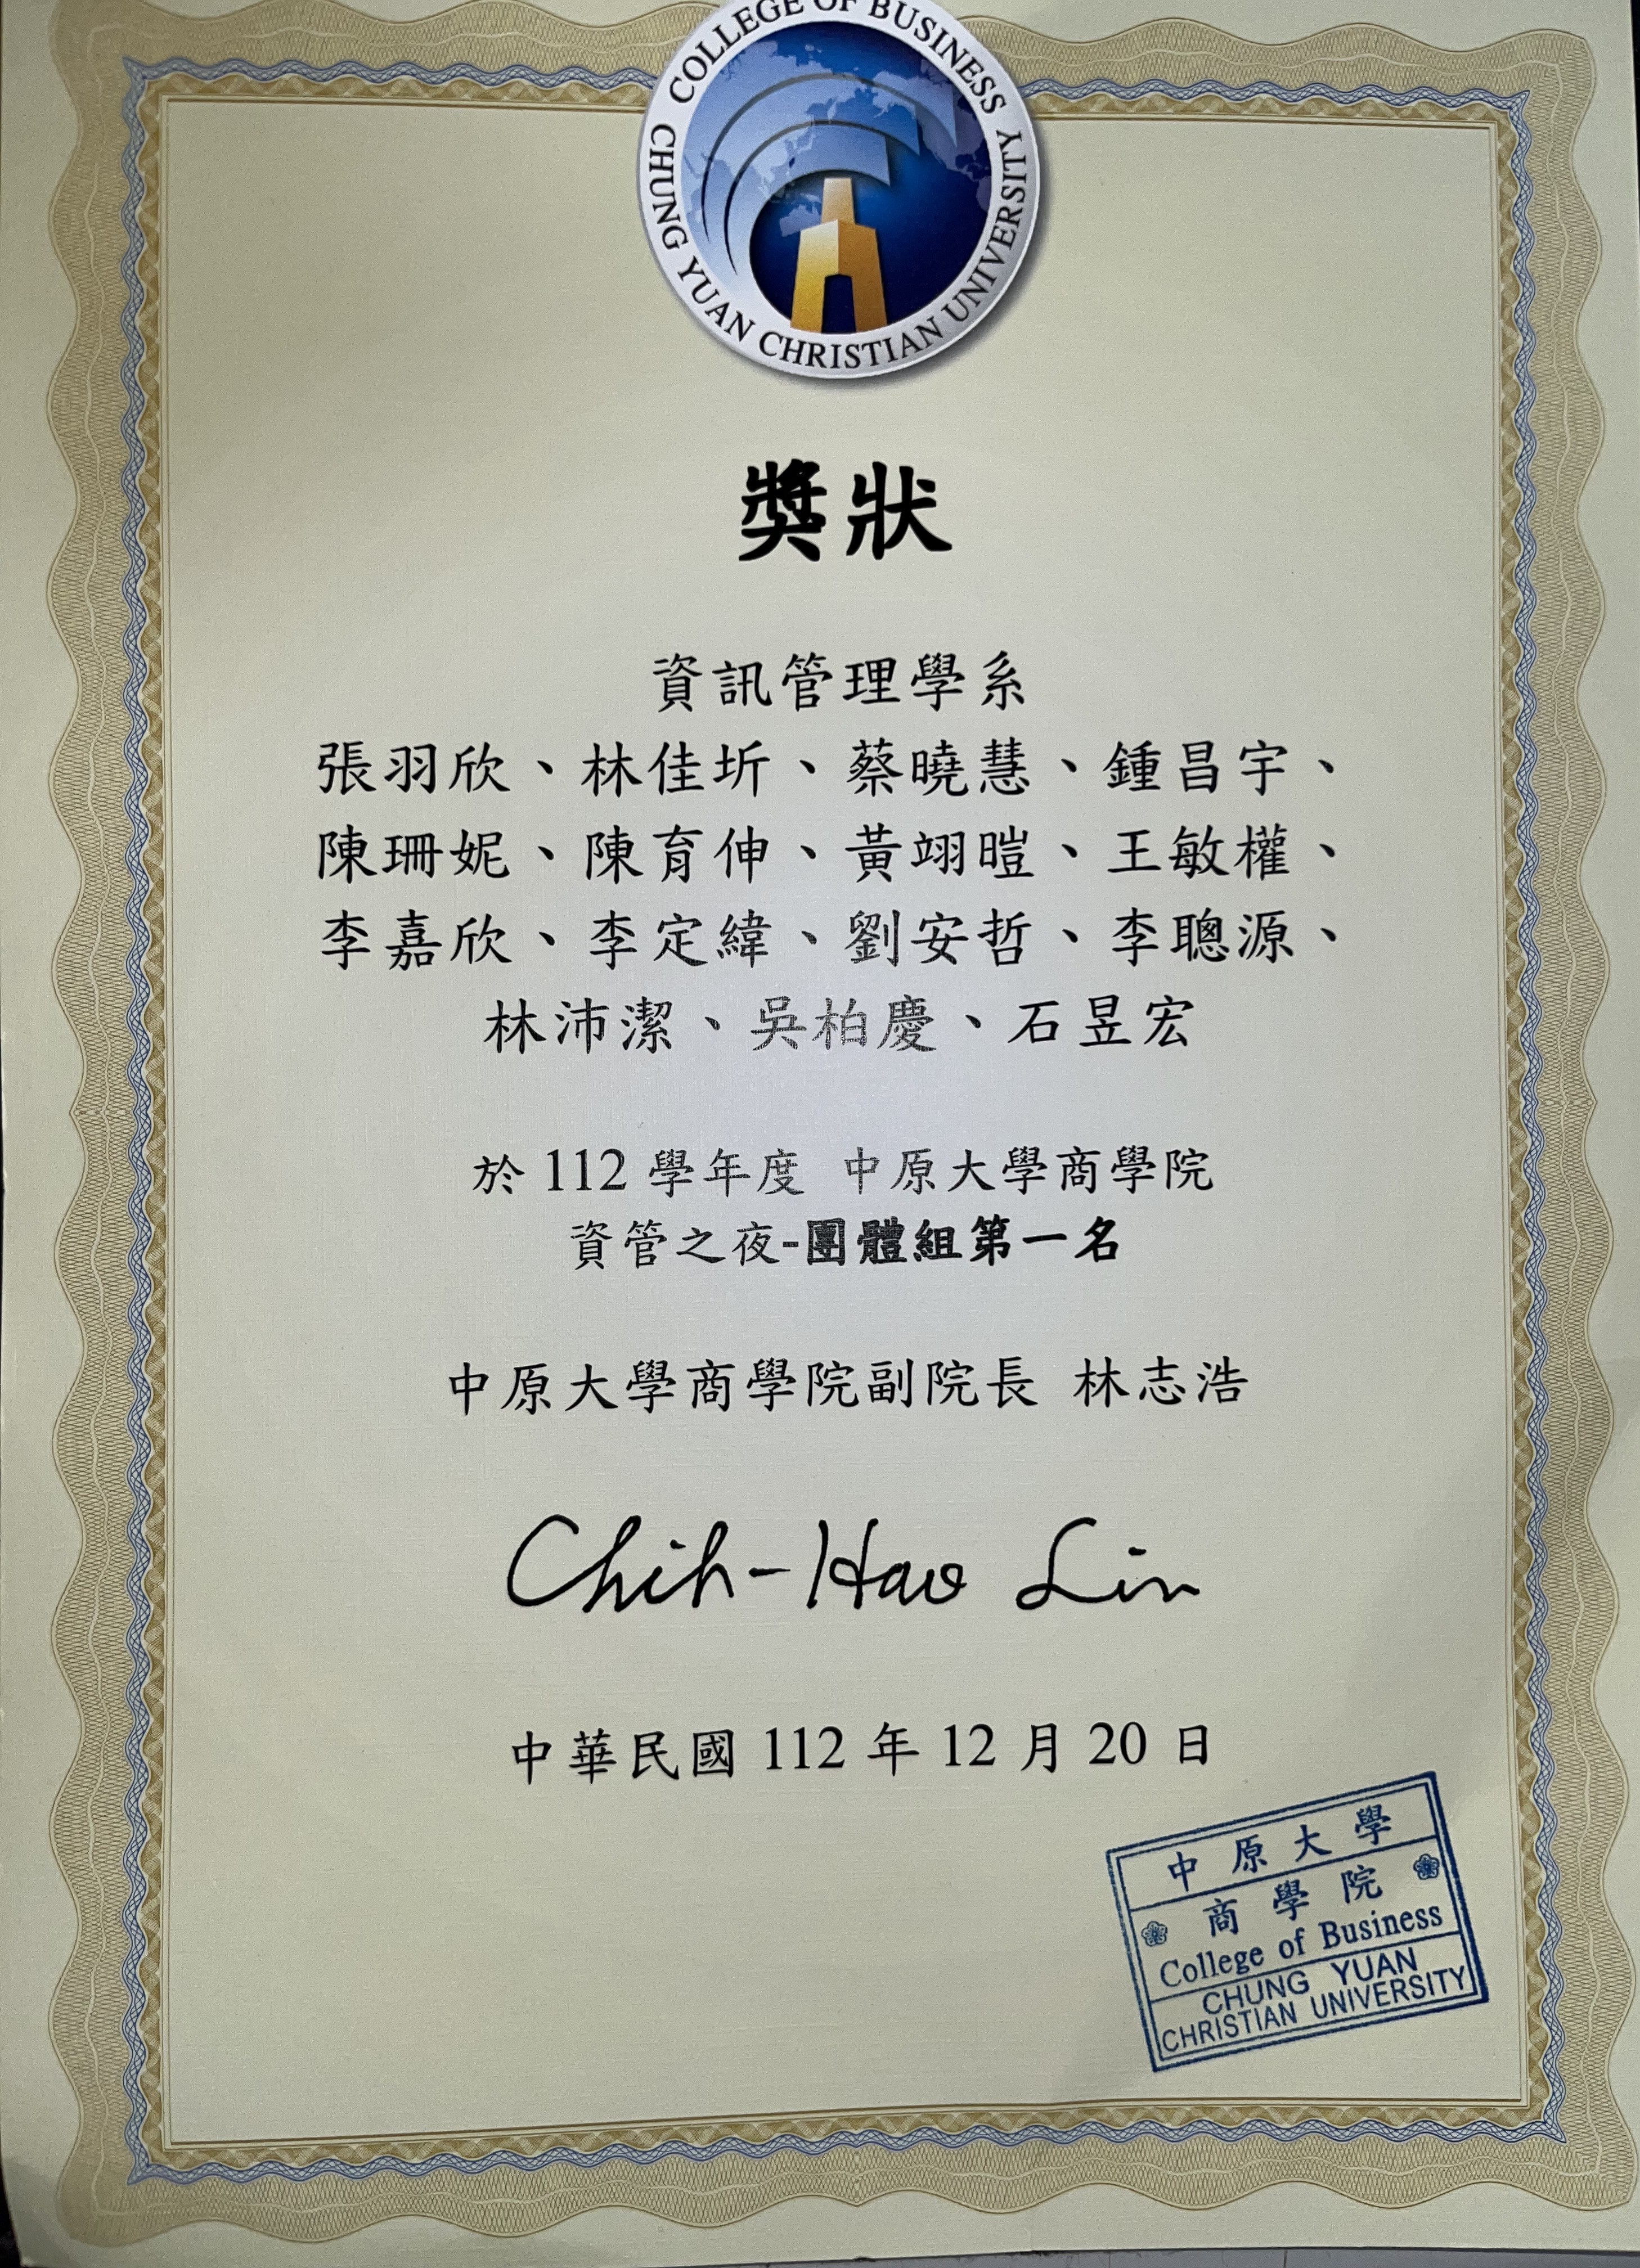 COLLEGE OF BUSINESS
CHUNG YUAN CHRISTIAN UNIVERSITY
獎狀
資訊管理學系
張羽欣、林佳圻、蔡曉慧、鍾昌宇、
陳珊妮、陳育伸、黃翊暟、王敏權、
李嘉欣、李定緯、劉安哲、李聰源、
林沛潔、吳柏慶、石昱宏
於 112 學年度 中原大學商學院
資管之夜-團體組第一名
中原大學商學院副院長 林志浩
Chih-Hao Lin
中華民國 112 年 12 月 20 日
中原大學
商學院
College of Business
CHUNG YUAN
CHRISTIAN UNIVERSITY